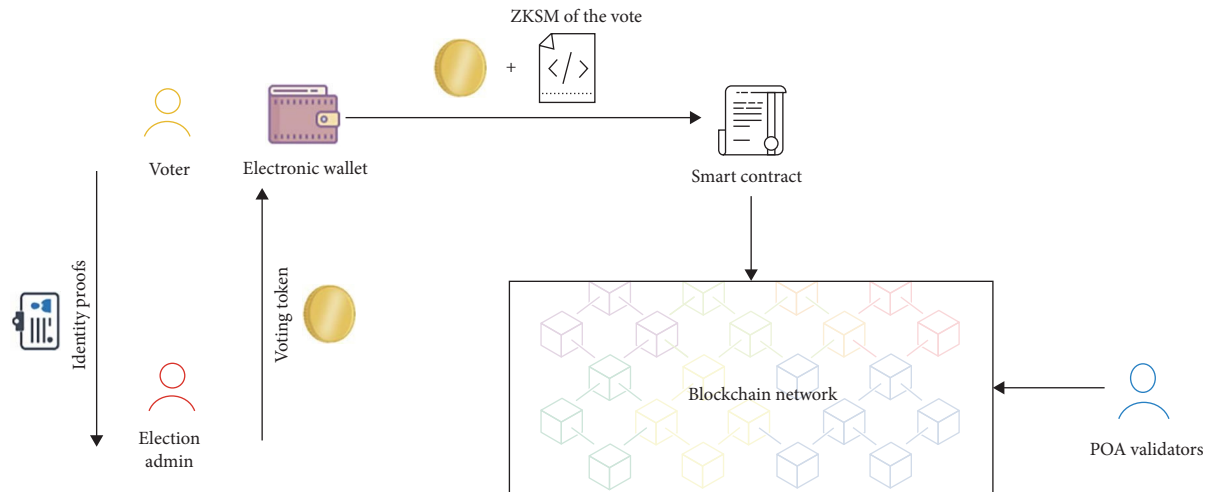 ZKSM of the vote
+
</>
Voter
Electronic wallet
Smart contract
Identity proofs
Voting token
Blockchain network
Election
admin
POA validators